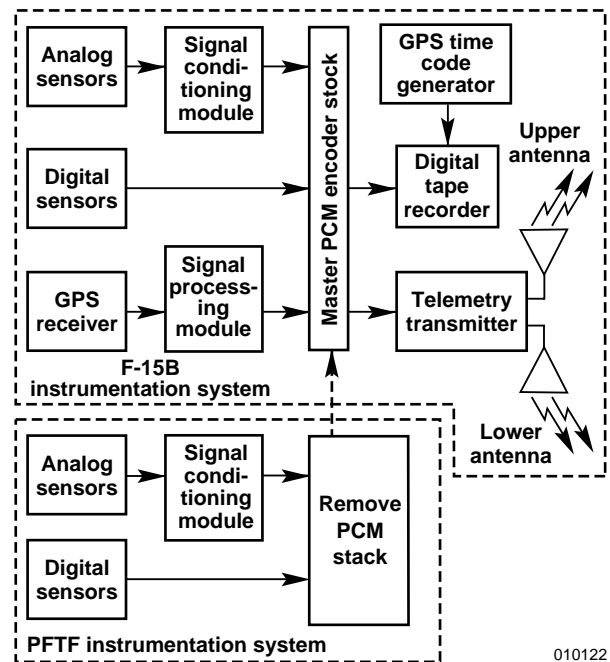 Analog
sensors
Signal
condi-
tioning
module
Master PCM encoder stock
GPS time
code
generator
Upper
antenna
Digital
sensors
Digital
tape
recorder
GPS
receiver
Signal
process-
ing
module
Telemetry
transmitter
F-15B
instrumentation system
Lower
antenna
Analog
sensors
Signal
condi-
tioning
module
Remove
PCM
stack
Digital
sensors
PFTF instrumentation system
010122